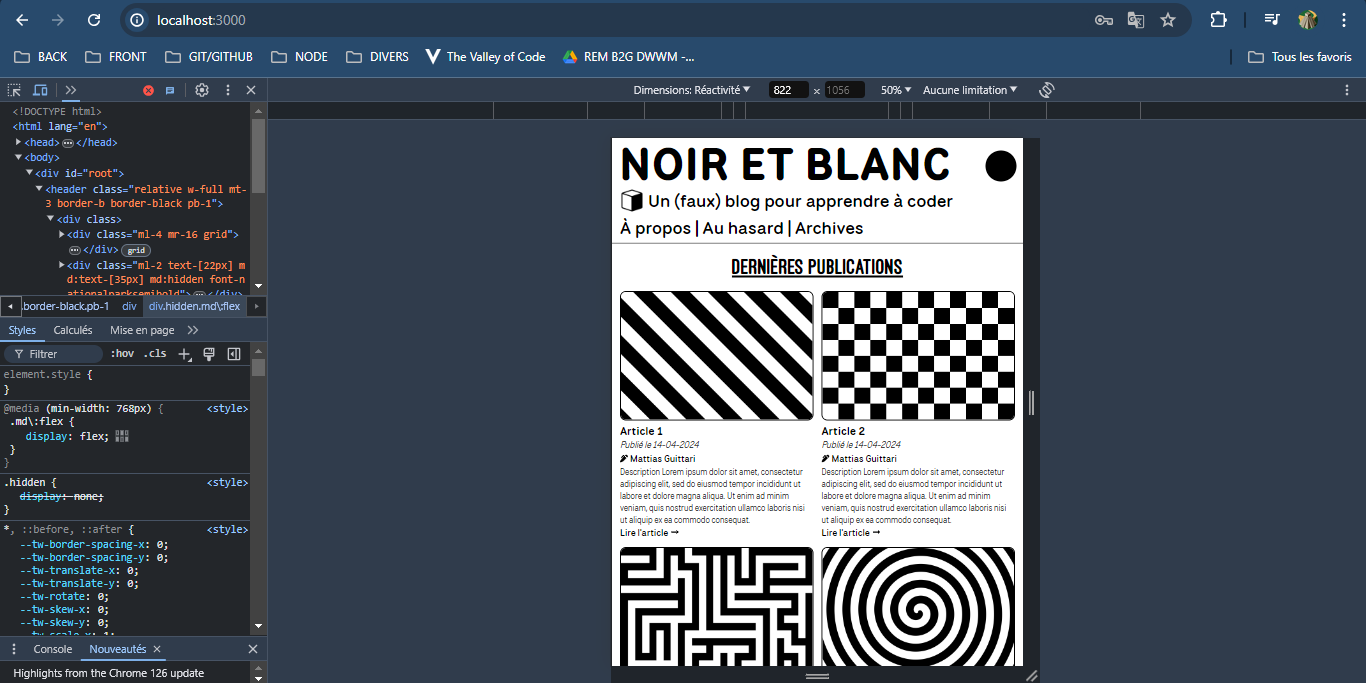 localhost:3000
BACK FRONT GIT/GITHUB NODE DIVERS The Valley of Code REM B2G DWWM -... Tous les favoris
Dimensions: Réactivité 822 × 1056 50% Aucune limitation
<!DOCTYPE html>
<html lang="en">
<head> </head>
<body>
<div id="root">
<header class="relative w-full mt-
3 border-b border-black pb-1">
<div class>
<div class="ml-4 mr-16 grid">
</div> grid
<div class="ml-2 text-[22px] m
d:text-[35px] md:hidden font-n
ationalparksemibold"> </div>
.border-black.pb-1 div div.hidden.md\:flex
Styles Calculés Mise en page
Filtrer :hov .cls
element.style {
}
@media (min-width: 768px) { <style>
.md\:flex {
display: flex;
}
}
.hidden { <style>
display: none;
}
*, ::before, ::after { <style>
--tw-border-spacing-x: 0;
--tw-border-spacing-y: 0;
--tw-translate-x: 0;
--tw-translate-y: 0;
--tw-rotate: 0;
--tw-skew-x: 0;
--tw-skew-y: 0;
--tw-scale-x: 1;
Console Nouveautés
Highlights from the Chrome 126 update
NOIR ET BLANC
Un (faux) blog pour apprendre à coder
À propos | Au hasard | Archives
DERNIÈRES PUBLICATIONS
Article 1
Publié le 14-04-2024
Mattias Guittari
Description Lorem ipsum dolor sit amet, consectetur
adipiscing elit, sed do eiusmod tempor incididunt ut
labore et dolore magna aliqua. Ut enim ad minim
veniam, quis nostrud exercitation ullamco laboris nisi
ut aliquip ex ea commodo consequat.
Lire l'article →
Article 2
Publié le 14-04-2024
Mattias Guittari
Description Lorem ipsum dolor sit amet, consectetur
adipiscing elit, sed do eiusmod tempor incididunt ut
labore et dolore magna aliqua. Ut enim ad minim
veniam, quis nostrud exercitation ullamco laboris nisi
ut aliquip ex ea commodo consequat.
Lire l'article →